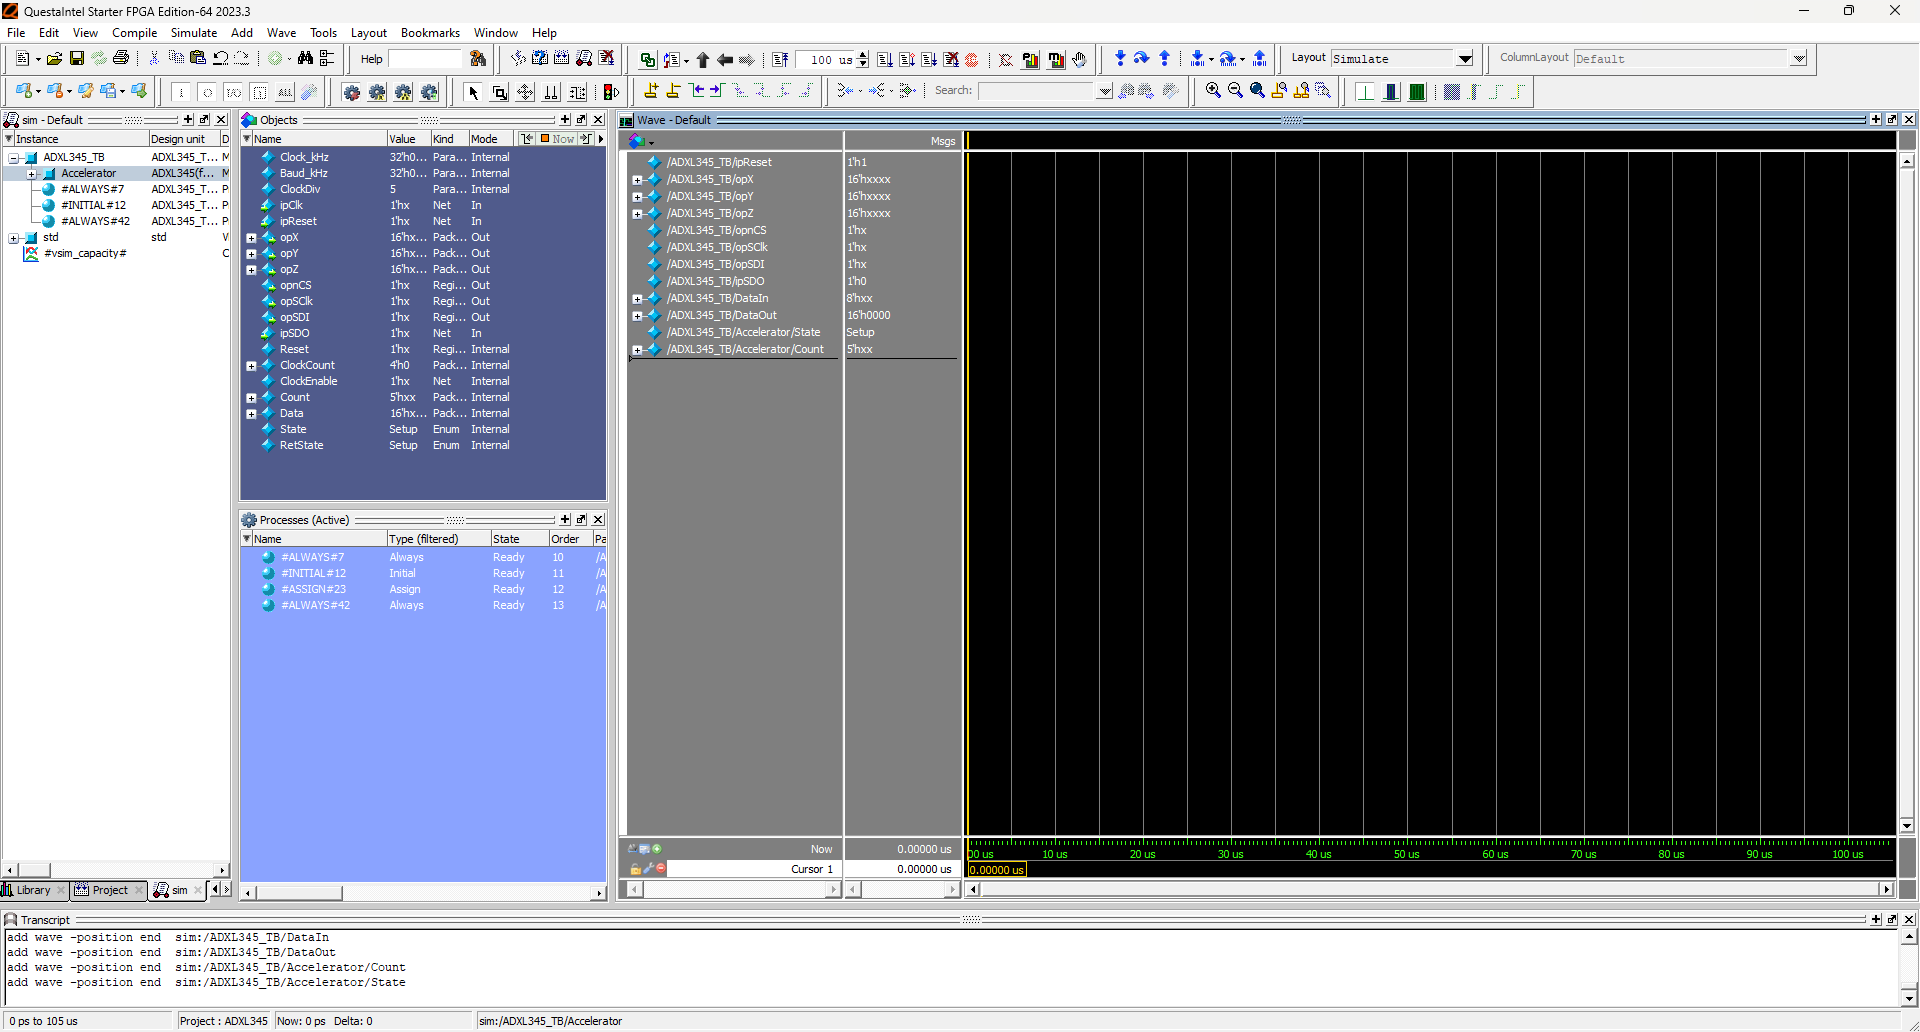 QuestaIntel Starter FPGA Edition-64 2023.3
File Edit View Compile Simulate Add Wave Tools Layout Bookmarks Window Help
Help
100 us
Layout Simulate
ColumnLayout Default
ALL
Search:
sim - Default
Instance Design unit D
ADXL345_TB ADXL345_T... M
Accelerator ADXL345(f... M
#ALWAYS#7 ADXL345_T... P
#INITIAL#12 ADXL345_T... P
#ALWAYS#42 ADXL345_T... P
std std V
#vsim_capacity# C
Library Project sim
Objects
Name Value Kind Mode Now
Clock_kHz 32'h0... Para... Internal
Baud_kHz 32'h0... Para... Internal
ClockDiv 5 Para... Internal
ipClk 1'hx Net In
ipReset 1'hx Net In
opX 16'hx... Pack... Out
opY 16'hx... Pack... Out
opZ 16'hx... Pack... Out
opnCS 1'hx Regi... Out
opSClk 1'hx Regi... Out
opSDI 1'hx Regi... Out
ipSDO 1'hx Net In
Reset 1'hx Regi... Internal
ClockCount 4'h0 Pack... Internal
ClockEnable 1'hx Net Internal
Count 5'hxx Pack... Internal
Data 16'hx... Pack... Internal
State Setup Enum Internal
RetState Setup Enum Internal
Processes (Active)
Name Type (filtered) State Order Pa
#ALWAYS#7 Always Ready 10 /A
#INITIAL#12 Initial Ready 11 /A
#ASSIGN#23 Assign Ready 12 /A
#ALWAYS#42 Always Ready 13 /A
Wave - Default
Msgs
/ADXL345_TB/ipReset 1'h1
/ADXL345_TB/opX 16'hxxxx
/ADXL345_TB/opY 16'hxxxx
/ADXL345_TB/opZ 16'hxxxx
/ADXL345_TB/opnCS 1'hx
/ADXL345_TB/opSClk 1'hx
/ADXL345_TB/opSDI 1'hx
/ADXL345_TB/ipSDO 1'h0
/ADXL345_TB/DataIn 8'hxx
/ADXL345_TB/DataOut 16'h0000
/ADXL345_TB/Accelerator/State Setup
/ADXL345_TB/Accelerator/Count 5'hxx
Now 0.00000 us
00 us 10 us 20 us 30 us 40 us 50 us 60 us 70 us 80 us 90 us 100 us
Cursor 1 0.00000 us
0.00000 us
Transcript
add wave -position end sim:/ADXL345_TB/DataIn
add wave -position end sim:/ADXL345_TB/DataOut
add wave -position end sim:/ADXL345_TB/Accelerator/Count
add wave -position end sim:/ADXL345_TB/Accelerator/State
0 ps to 105 us Project : ADXL345 Now: 0 ps Delta: 0 sim:/ADXL345_TB/Accelerator